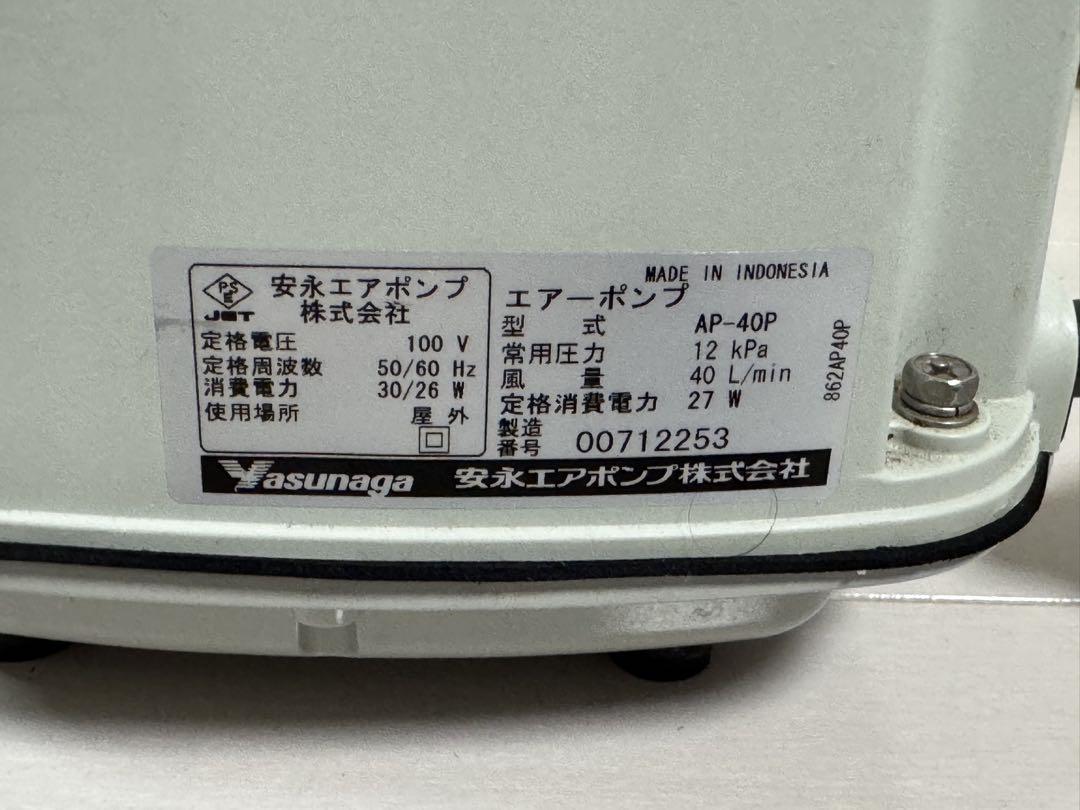 PSE
JET
安永エアポンプ
株式会社
定格電圧 100 V
定格周波数 50/60 Hz
消費電力 30/26 W
使用場所 屋外
MADE IN INDONESIA
エアーポンプ
型式 AP-40P
常用圧力 12 kPa
風量 40 L/min
定格消費電力 27 W
製造
番号 00712253
862AP40P
Yasunaga 安永エアポンプ株式会社